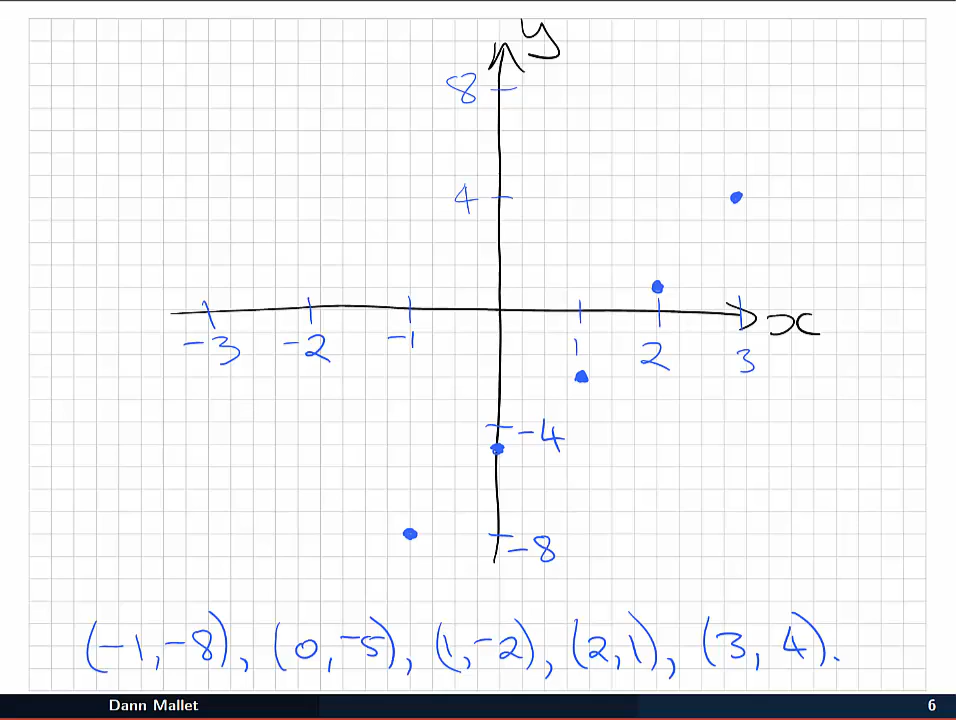 y
8
4
-3 -2 -1 1 2 3 x
-4
-8
(-1,-8), (0,-5), (1,-2), (2,1), (3, 4).
Dann Mallet 6